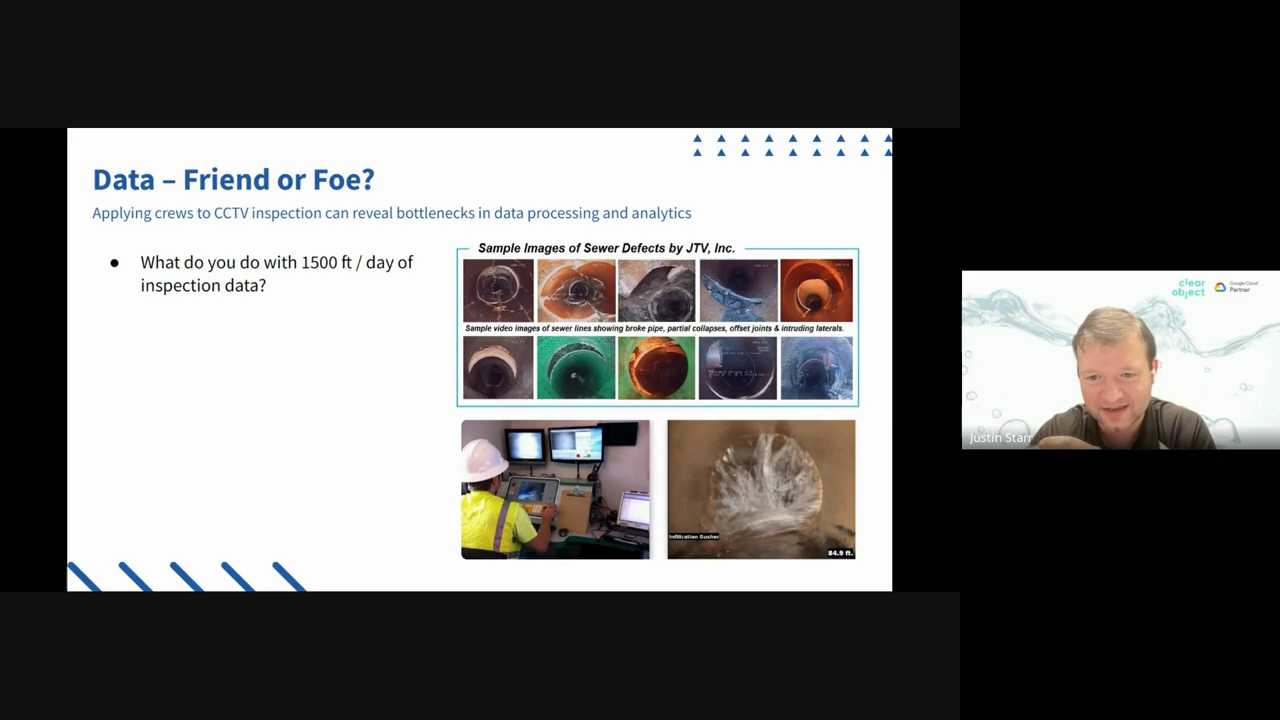 Data – Friend or Foe?
Applying crews to CCTV inspection can reveal bottlenecks in data processing and analytics
● What do you do with 1500 ft / day of
inspection data?
Sample Images of Sewer Defects by JTV, Inc.
Sample video images of sewer lines showing broke pipe, partial collapses, offset joints & intruding laterals.
Infiltration Gusher
84.9 ft.
clear
object
Google Cloud
Partner
Justin Starr